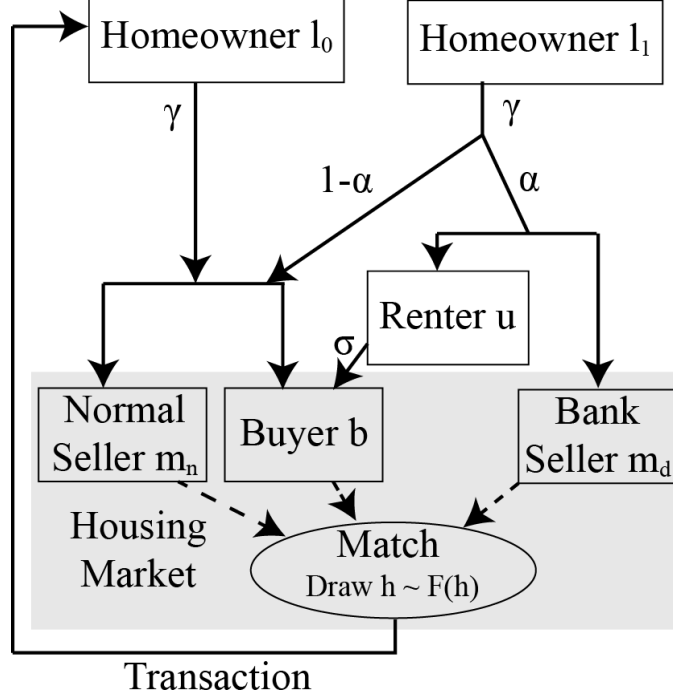 Homeowner l₀
Homeowner l₁
γ
γ
1-α
α
Renter u
σ
Normal
Seller mₙ
Buyer b
Bank
Seller m_d
Housing
Market
Match
Draw h ~ F(h)
Transaction